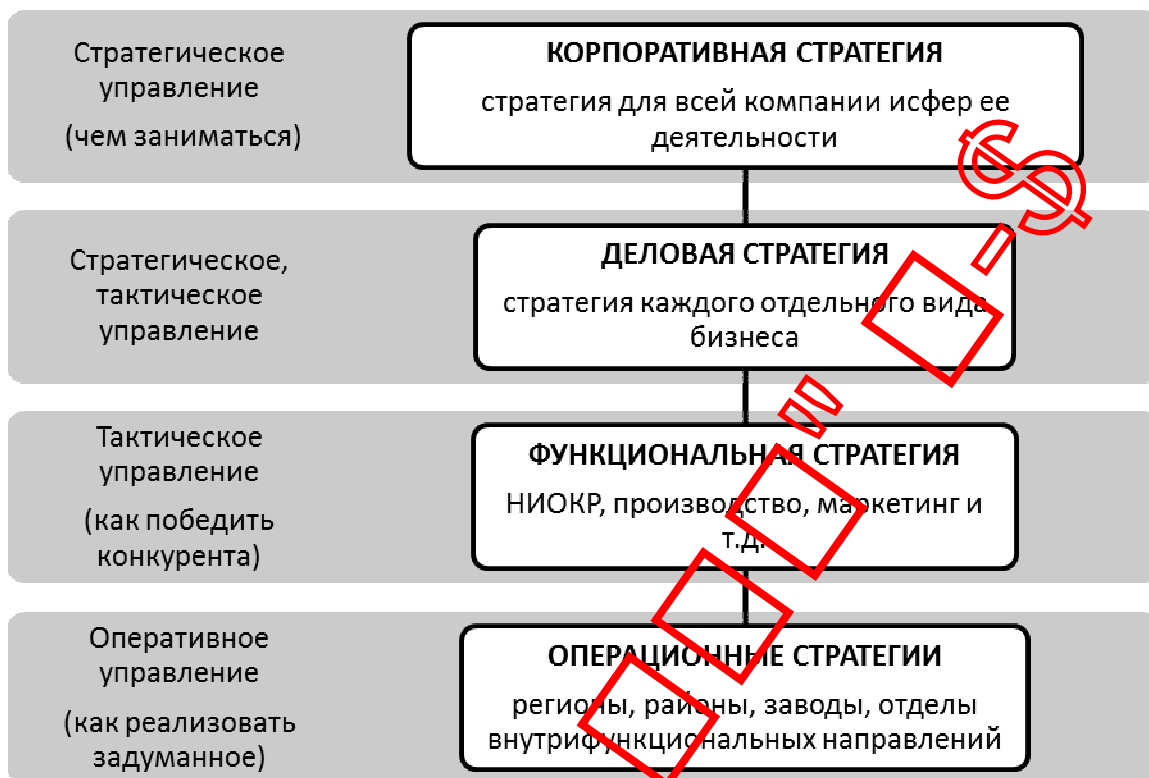 Стратегическое
управление
(чем заниматься)
КОРПОРАТИВНАЯ СТРАТЕГИЯ
стратегия для всей компании исфер ее
деятельности
Стратегическое,
тактическое
управление
ДЕЛОВАЯ СТРАТЕГИЯ
стратегия каждого отдельного вида
бизнеса
Тактическое
управление
(как победить
конкурента)
ФУНКЦИОНАЛЬНАЯ СТРАТЕГИЯ
НИОКР, производство, маркетинг и
т.д.
Оперативное
управление
(как реализовать
задуманное)
ОПЕРАЦИОННЫЕ СТРАТЕГИИ
регионы, районы, заводы, отделы
внутрифункциональных направлений